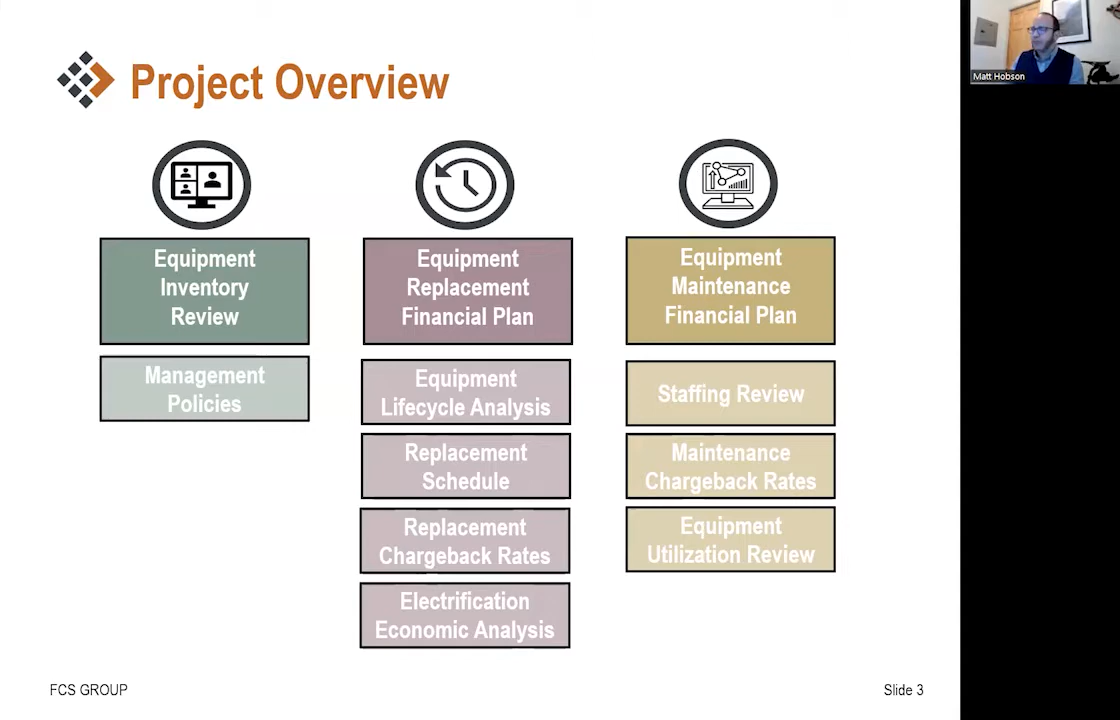 Project Overview
Equipment
Inventory
Review
Management
Policies
Equipment
Replacement
Financial Plan
Equipment
Lifecycle Analysis
Replacement
Schedule
Replacement
Chargeback Rates
Electrification
Economic Analysis
Equipment
Maintenance
Financial Plan
Staffing Review
Maintenance
Chargeback Rates
Equipment
Utilization Review
FCS GROUP
Slide 3
Matt Hobson